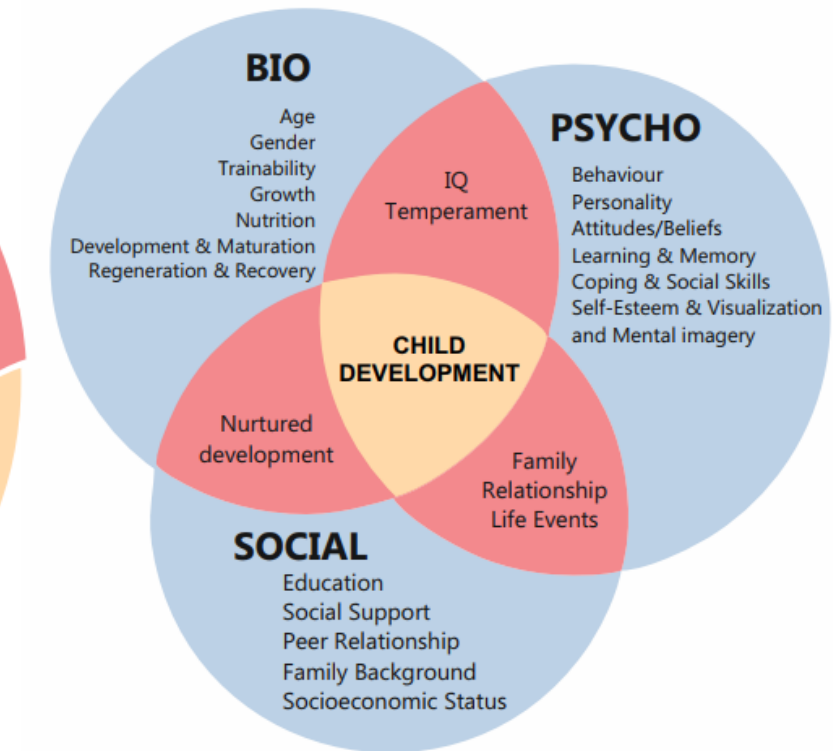 BIO
Age
Gender
Trainability
Growth
Nutrition
Development & Maturation
Regeneration & Recovery
IQ
Temperament
PSYCHO
Behaviour
Personality
Attitudes/Beliefs
Learning & Memory
Coping & Social Skills
Self-Esteem & Visualization
and Mental imagery
CHILD
DEVELOPMENT
Nurtured
development
Family
Relationship
Life Events
SOCIAL
Education
Social Support
Peer Relationship
Family Background
Socioeconomic Status